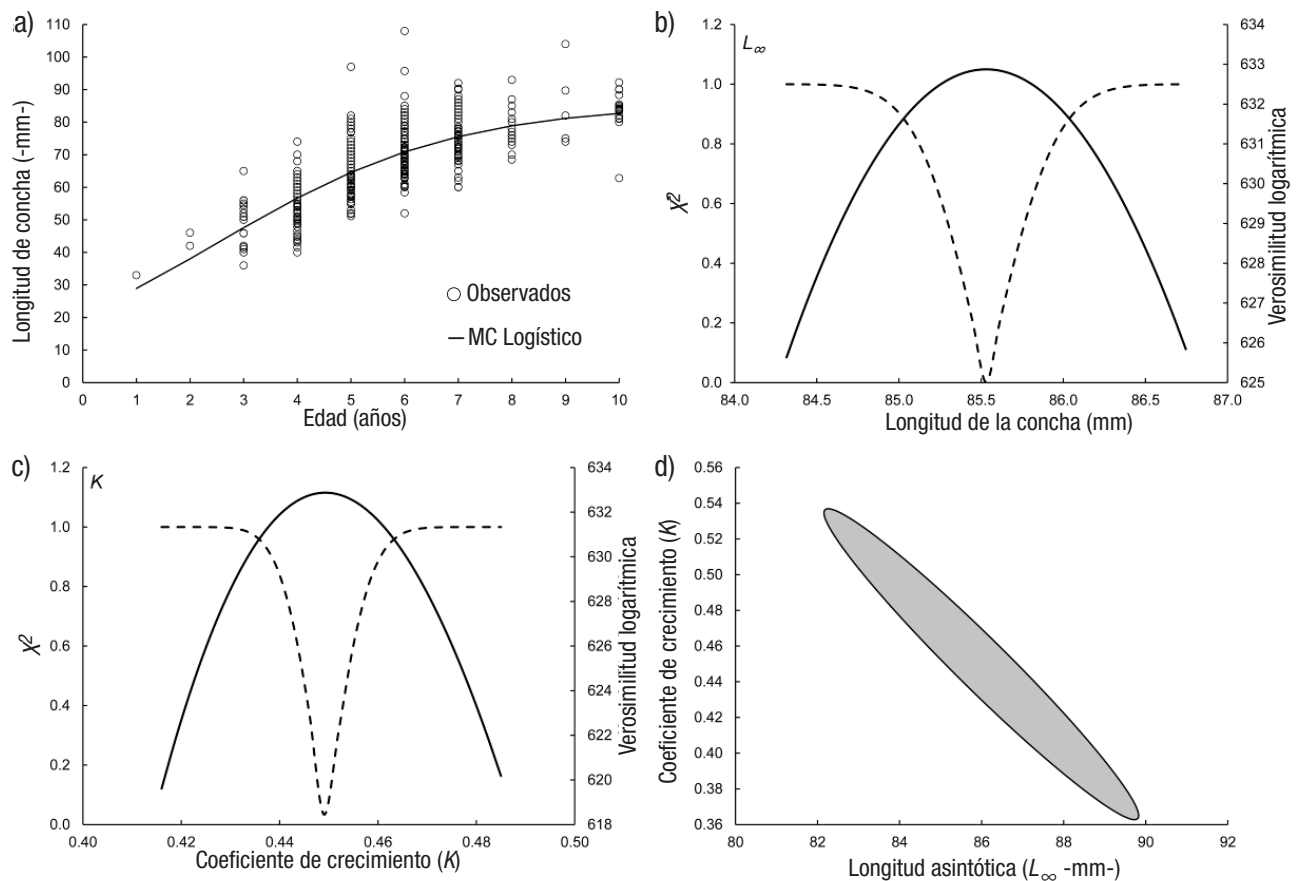 a)
Longitud de concha (-mm-)
110
100
90
80
70
60
50
40
30
20
10
0
Observados
MC Logístico
0 1 2 3 4 5 6 7 8 9 10
Edad (años)
b)
L∞
χ2
1.2
1.0
0.8
0.6
0.4
0.2
0.0
634
633
632
631
630
629
628
627
626
625
Verosimilitud logarítmica
84.0 84.5 85.0 85.5 86.0 86.5 87.0
Longitud de la concha (mm)
c)
K
χ2
1.2
1.0
0.8
0.6
0.4
0.2
0.0
634
632
630
628
626
624
622
620
618
Verosimilitud logarítmica
0.40 0.42 0.44 0.46 0.48 0.50
Coeficiente de crecimiento (K)
d)
Coeficiente de crecimiento (K)
0.56
0.54
0.52
0.50
0.48
0.46
0.44
0.42
0.40
0.38
0.36
80 82 84 86 88 90 92
Longitud asintótica (L∞ -mm-)